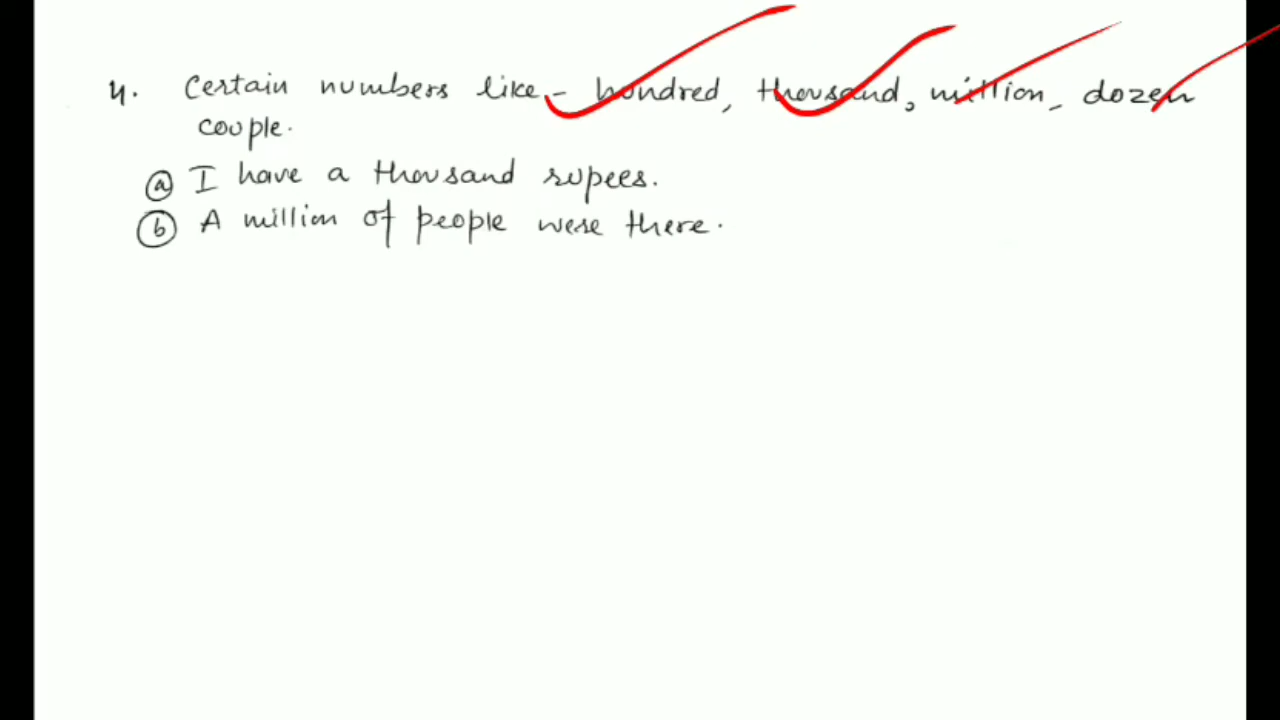 4. Certain numbers like - hundred, thousand, million, dozen
couple.
(a) I have a thousand rupees.
(b) A million of people were there.